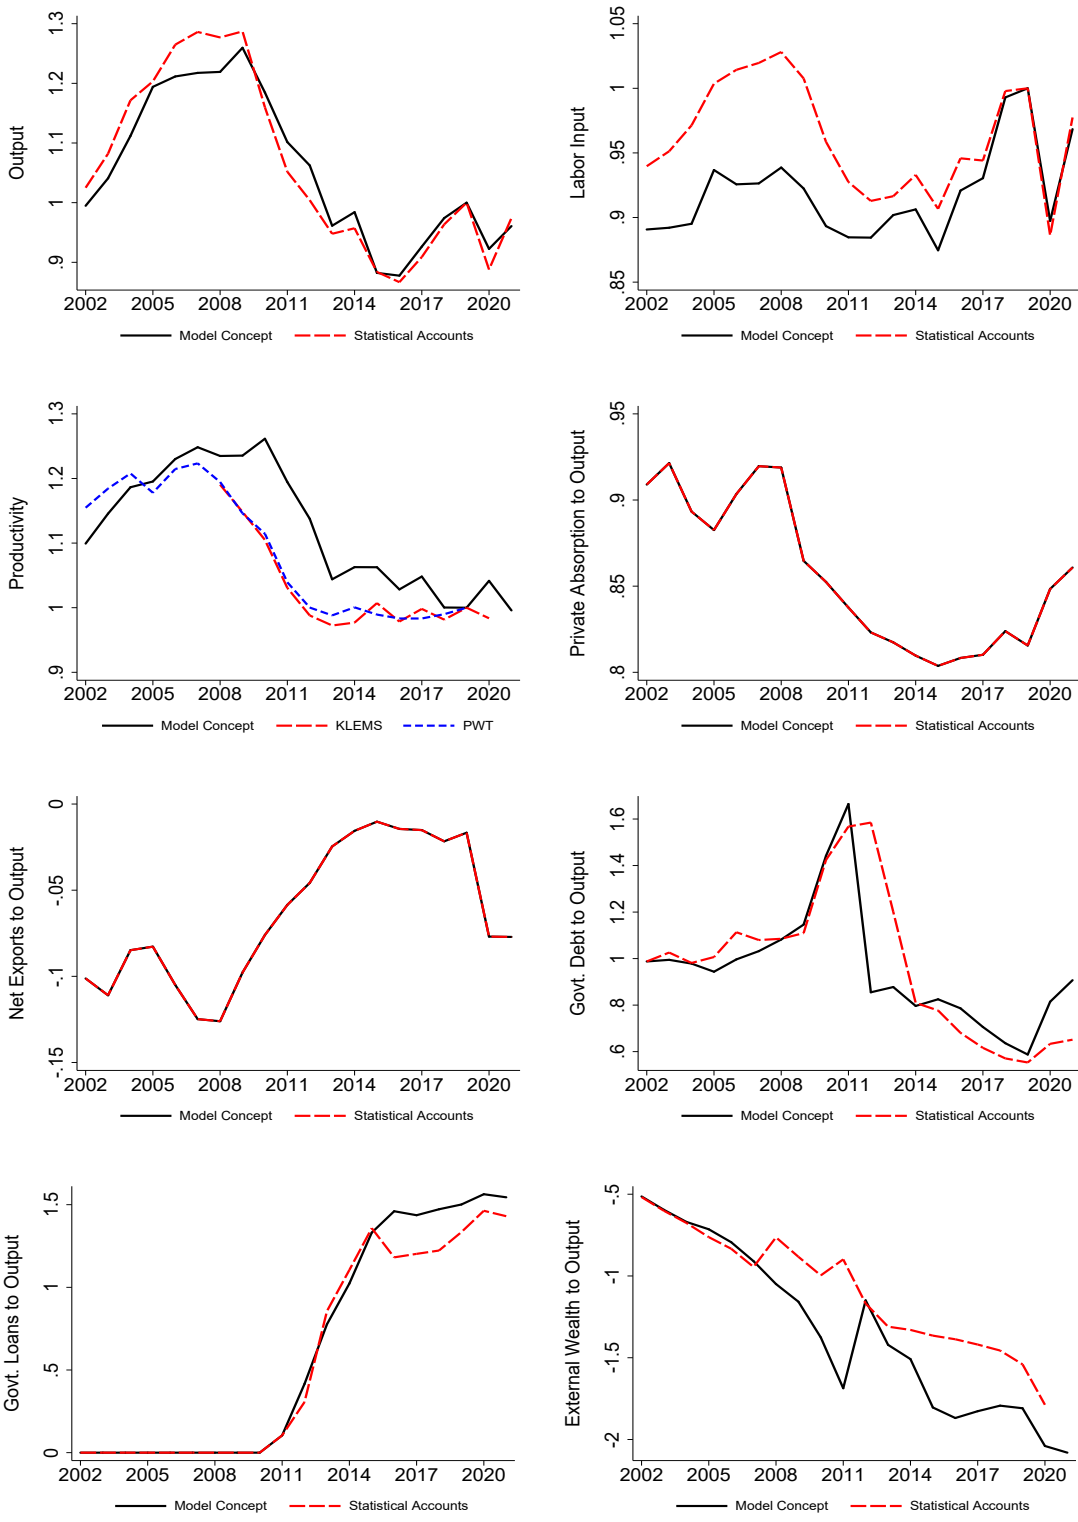 Output
1.3
1.2
1.1
1
.9
2002 2005 2008 2011 2014 2017 2020
Model Concept Statistical Accounts
Labor Input
1.05
1
.95
.9
.85
2002 2005 2008 2011 2014 2017 2020
Model Concept Statistical Accounts
Productivity
1.3
1.2
1.1
1
.9
2002 2005 2008 2011 2014 2017 2020
Model Concept KLEMS PWT
Private Absorption to Output
.95
.9
.85
.8
2002 2005 2008 2011 2014 2017 2020
Model Concept Statistical Accounts
Net Exports to Output
0
-.05
-.1
-.15
2002 2005 2008 2011 2014 2017 2020
Model Concept Statistical Accounts
Govt. Debt to Output
1.6
1.4
1.2
1
.8
.6
2002 2005 2008 2011 2014 2017 2020
Model Concept Statistical Accounts
Govt. Loans to Output
1.5
1
.5
0
2002 2005 2008 2011 2014 2017 2020
Model Concept Statistical Accounts
External Wealth to Output
-.5
-1
-1.5
-2
2002 2005 2008 2011 2014 2017 2020
Model Concept Statistical Accounts